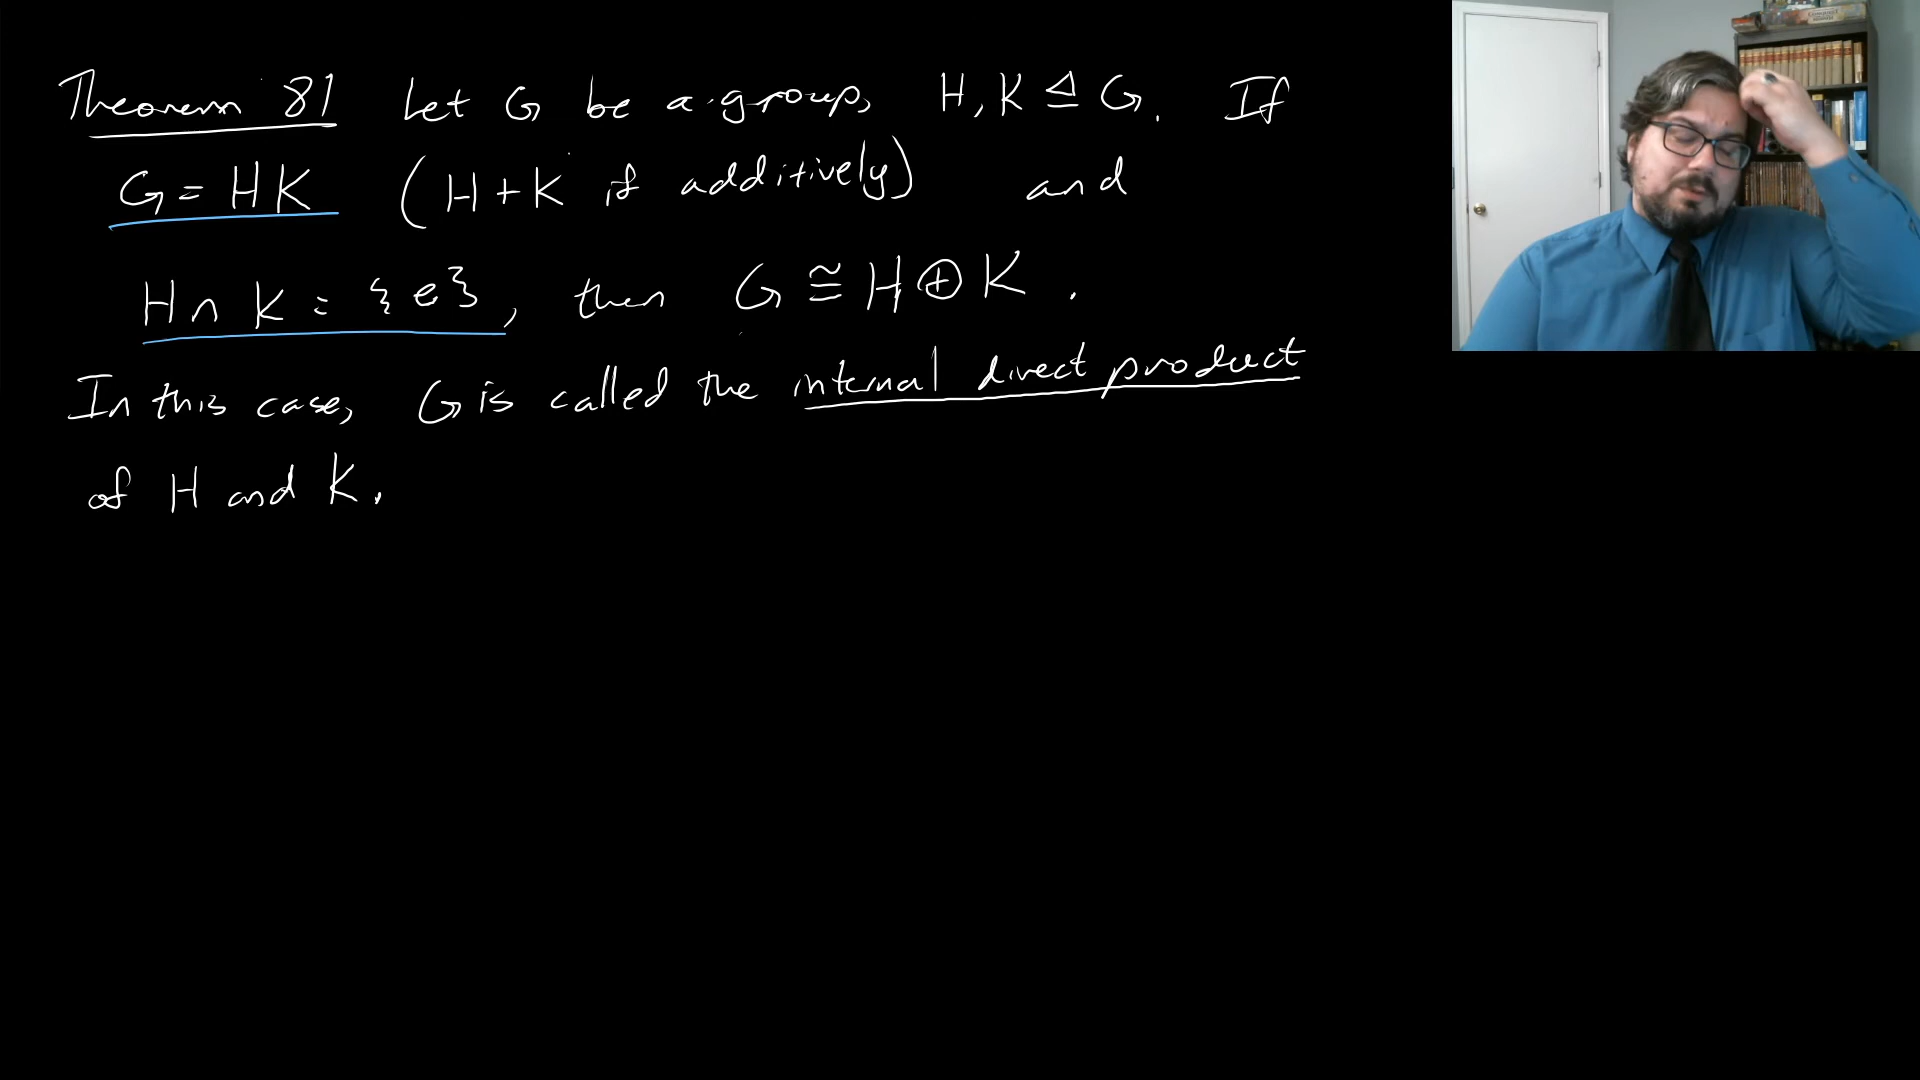 Theorem 81 Let G be a group, H, K ⊴ G. If
G = HK (H + K if additively) and
H ∩ K = {e}, then G ≅ H ⊕ K.
In this case, G is called the internal direct product
of H and K.